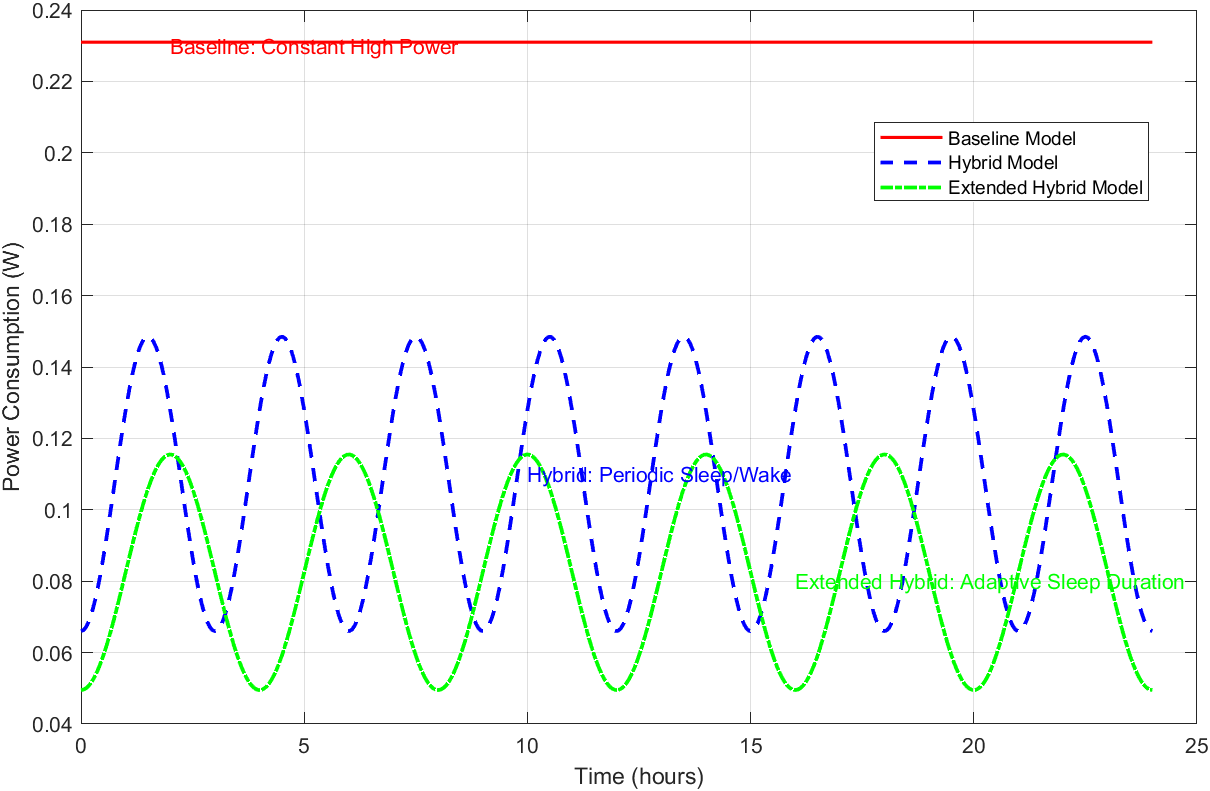 0.24
0.22
0.2
0.18
0.16
0.14
0.12
0.1
0.08
0.06
0.04
Power Consumption (W)
Baseline: Constant High Power
Baseline Model
Hybrid Model
Extended Hybrid Model
Hybrid: Periodic Sleep/Wake
Extended Hybrid: Adaptive Sleep Duration
0 5 10 15 20 25
Time (hours)